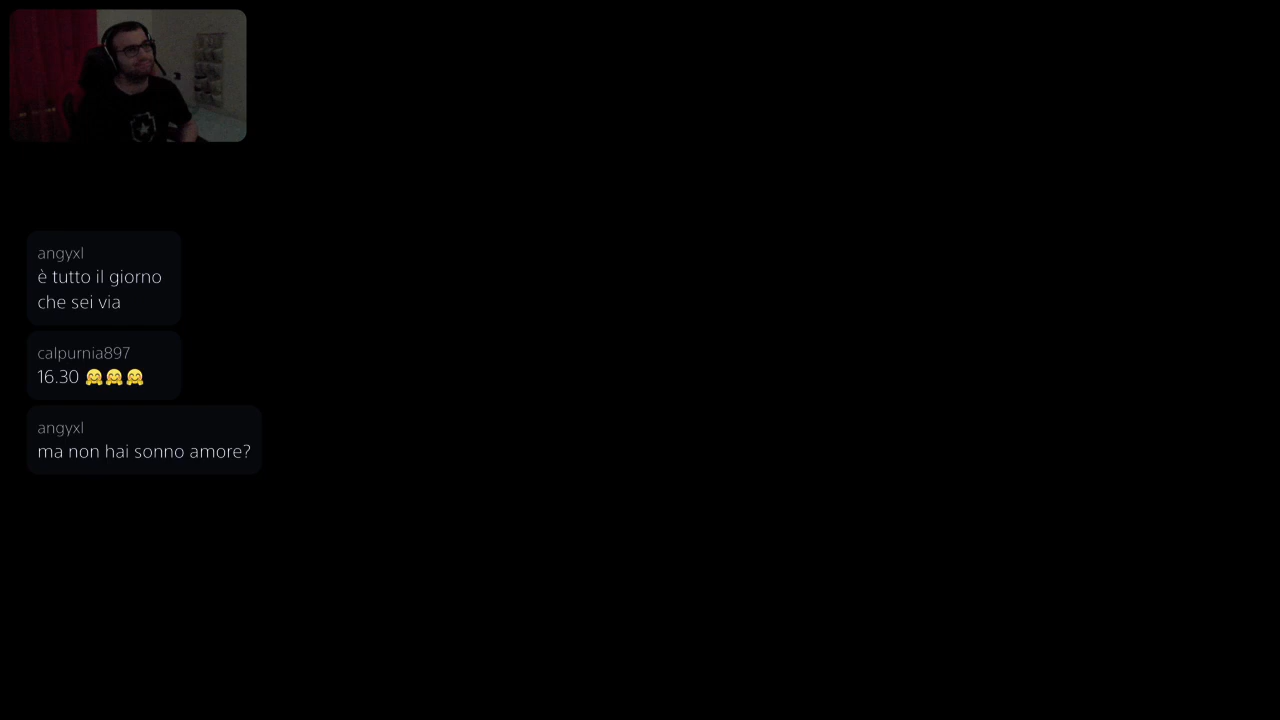 angyxl
è tutto il giorno
che sei via
calpurnia897
16.30 🤗🤗🤗
angyxl
ma non hai sonno amore?